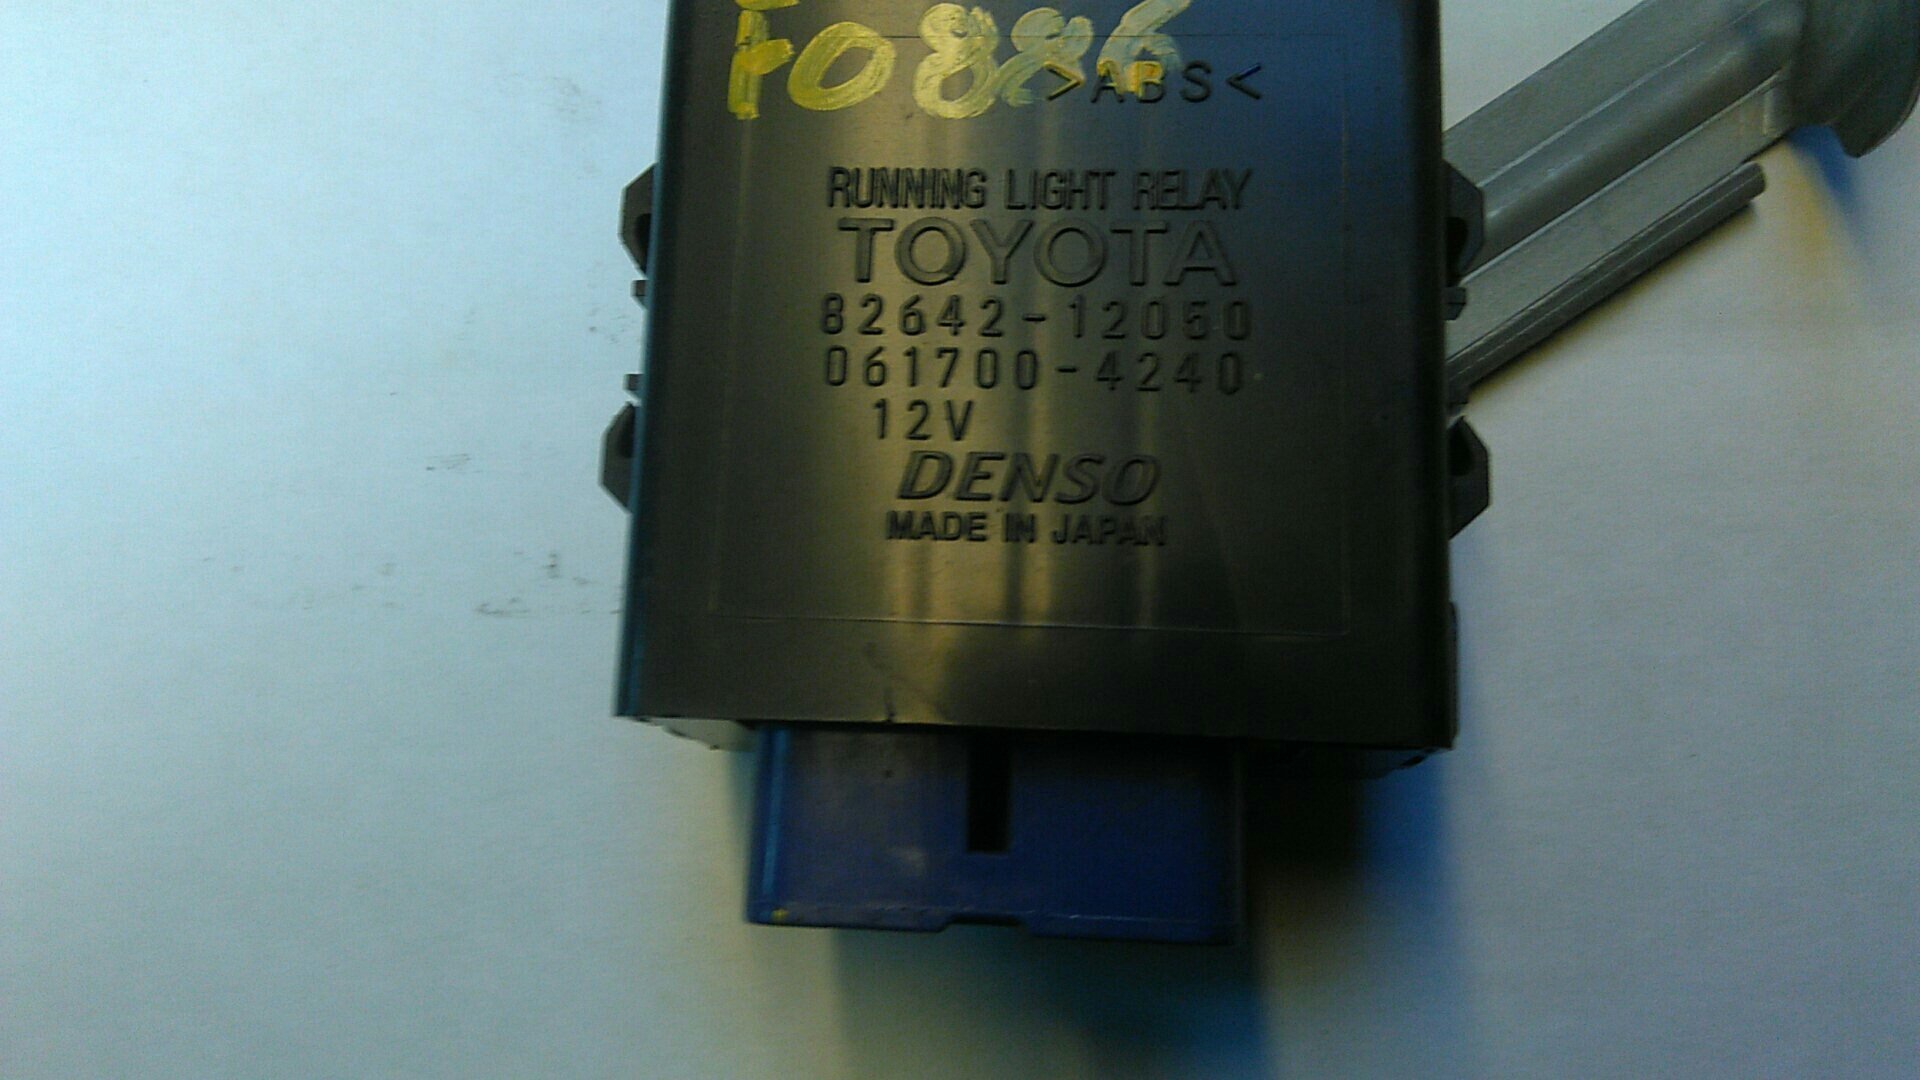 F0886
>ABS<
RUNNING LIGHT RELAY
TOYOTA
82642-12050
061700-4240
12V
DENSO
MADE IN JAPAN